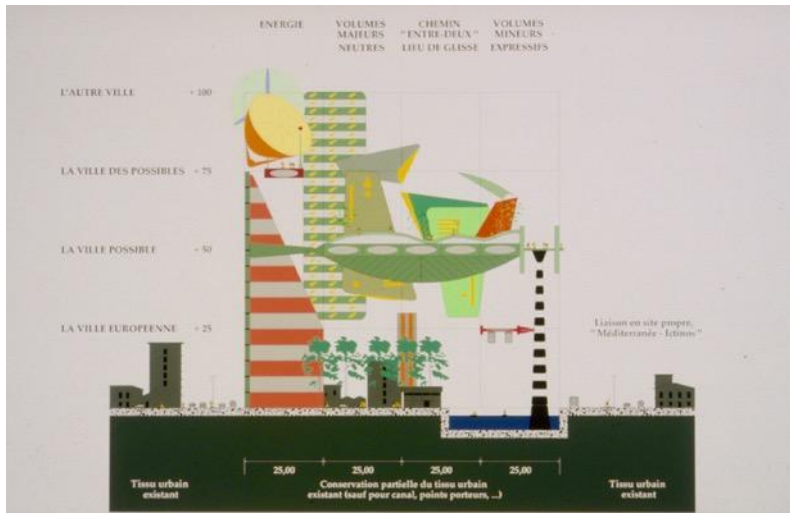 ENERGIE
VOLUMES
MAJEURS
NEUTRES
CHEMIN
"ENTRE-DEUX"
LIEU DE GLISSE
VOLUMES
MINEURS
EXPRESSIFS
L'AUTRE VILLE + 100
LA VILLE DES POSSIBLES + 75
LA VILLE POSSIBLE + 50
LA VILLE EUROPEENNE + 25
Liaison en site propre,
"Méditerranée - Ictinos"
25,00 25,00 25,00 25,00
Tissu urbain
existant
Conservation partielle du tissu urbain
existant (sauf pour canal, points porteurs, ...)
Tissu urbain
existant